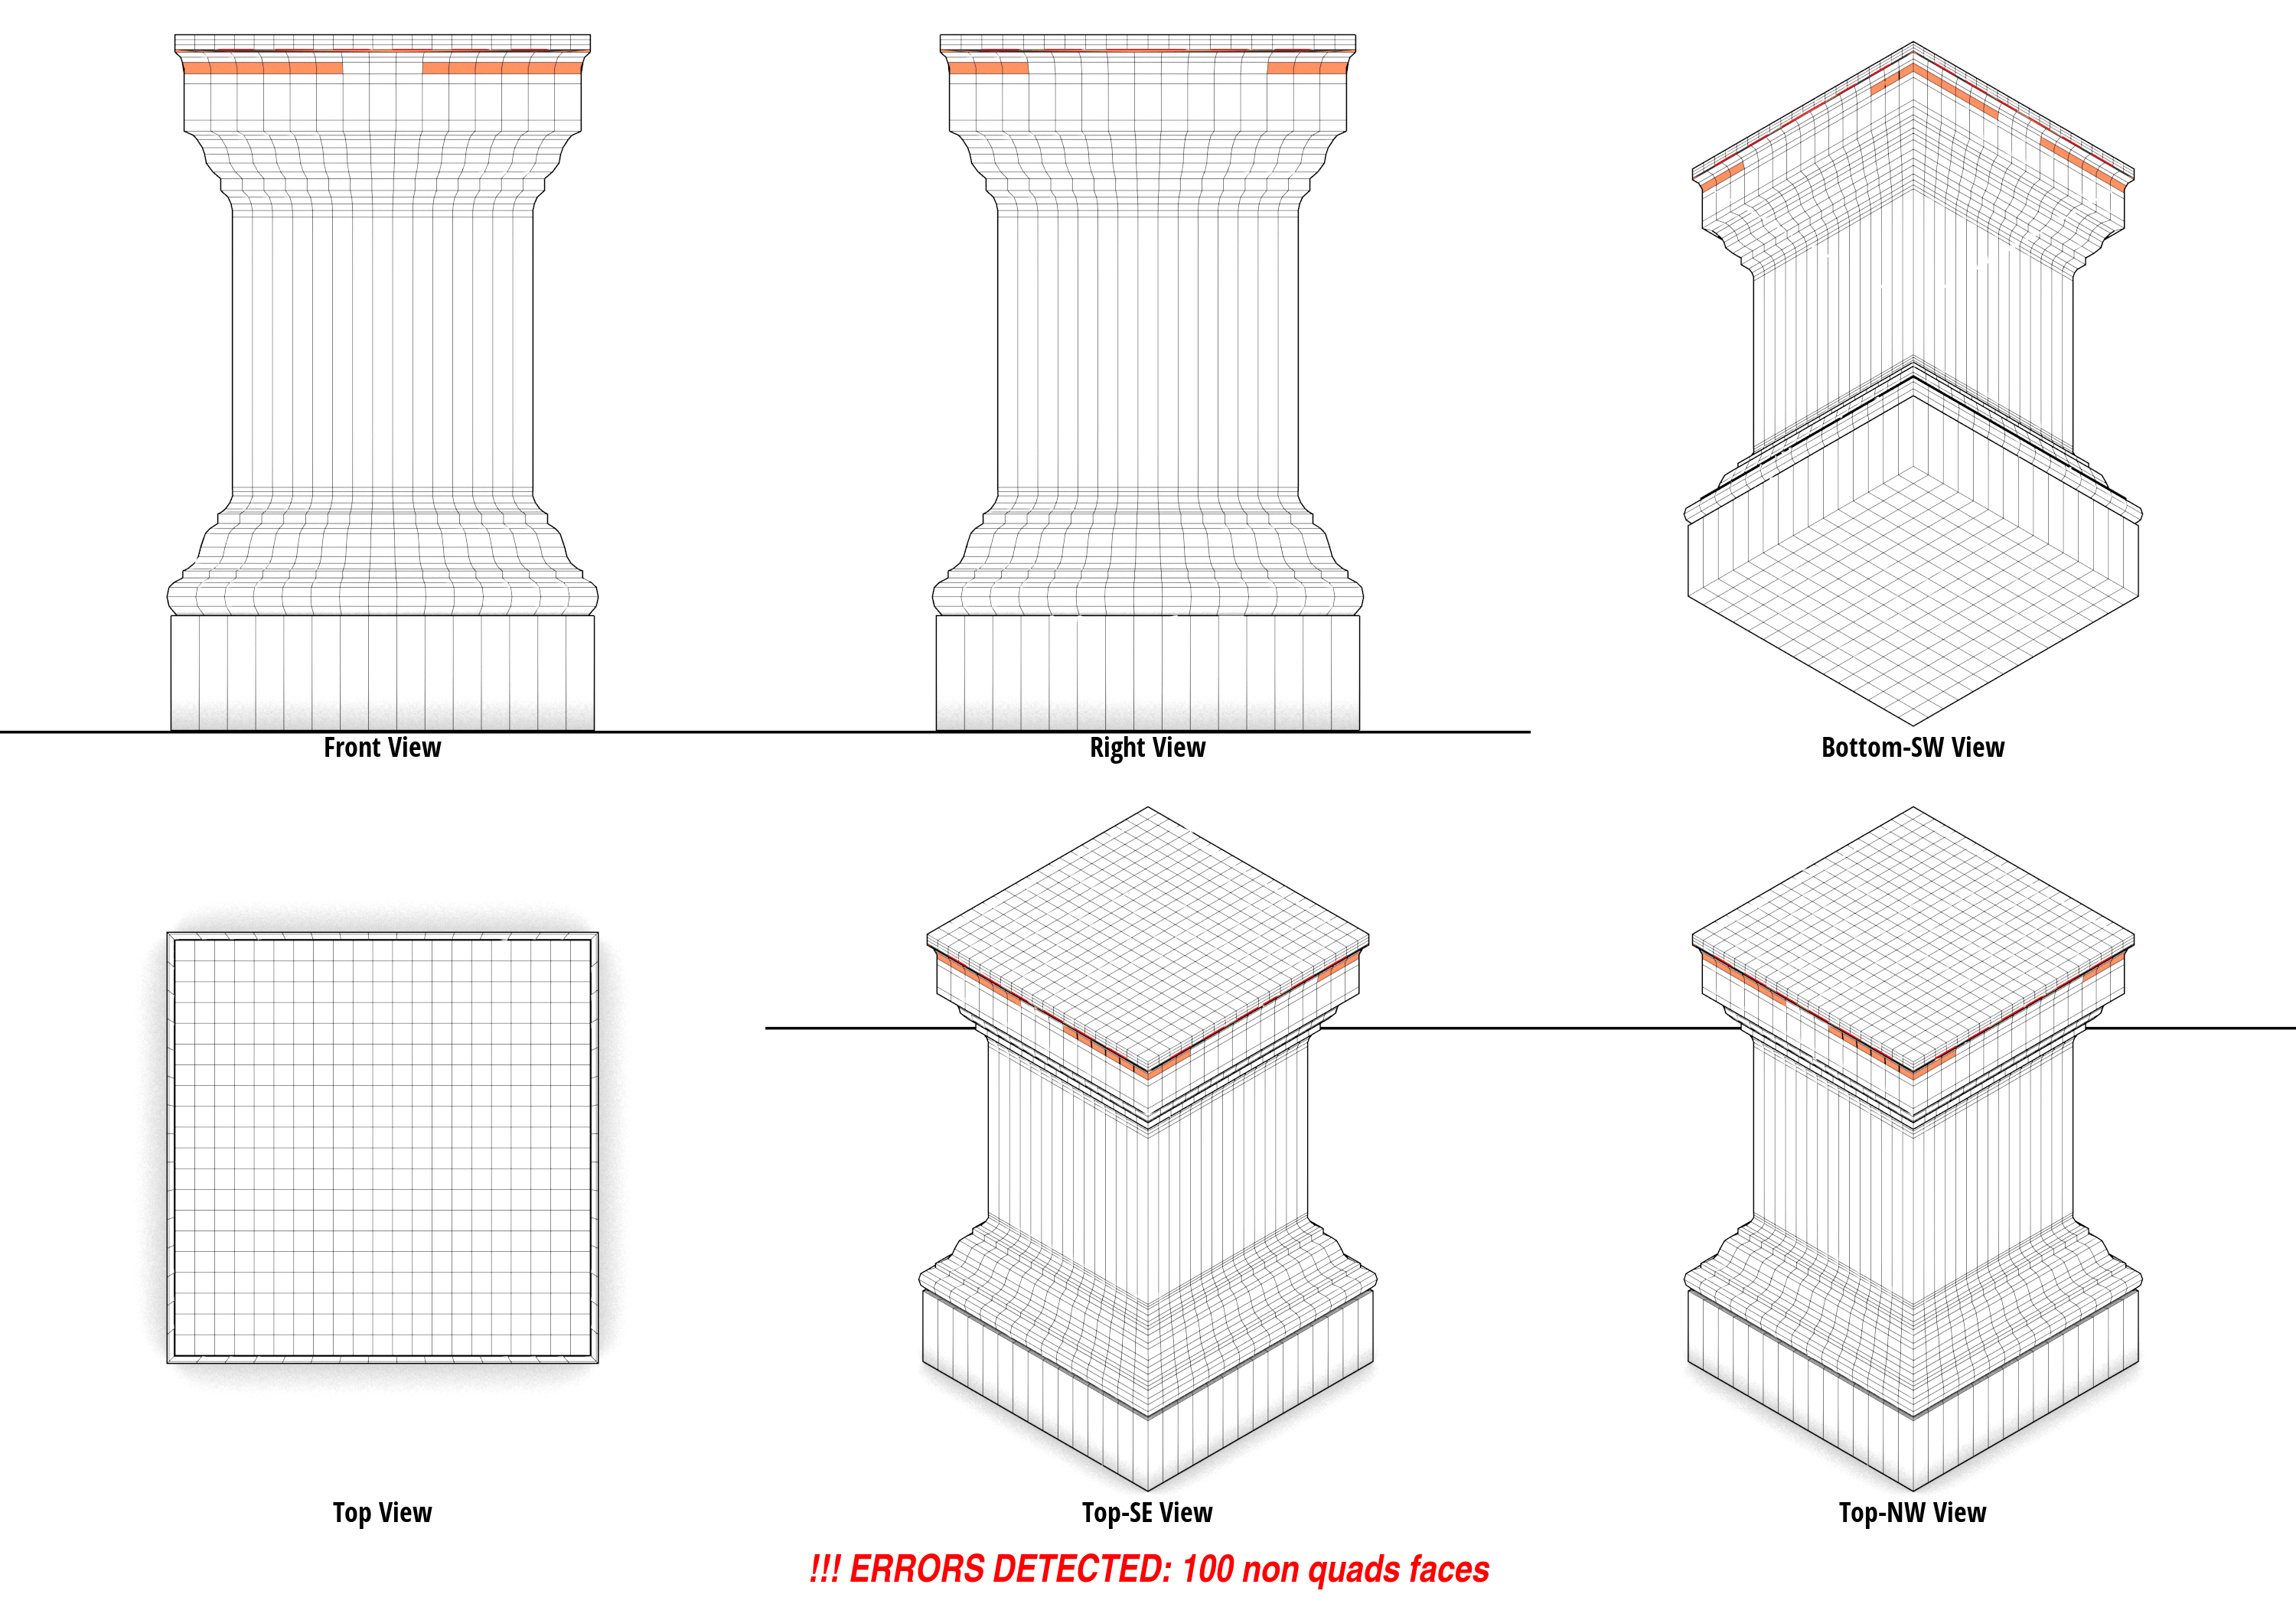 Front View
Right View
Bottom-SW View
Top View
Top-SE View
Top-NW View
!!! ERRORS DETECTED: 100 non quads faces